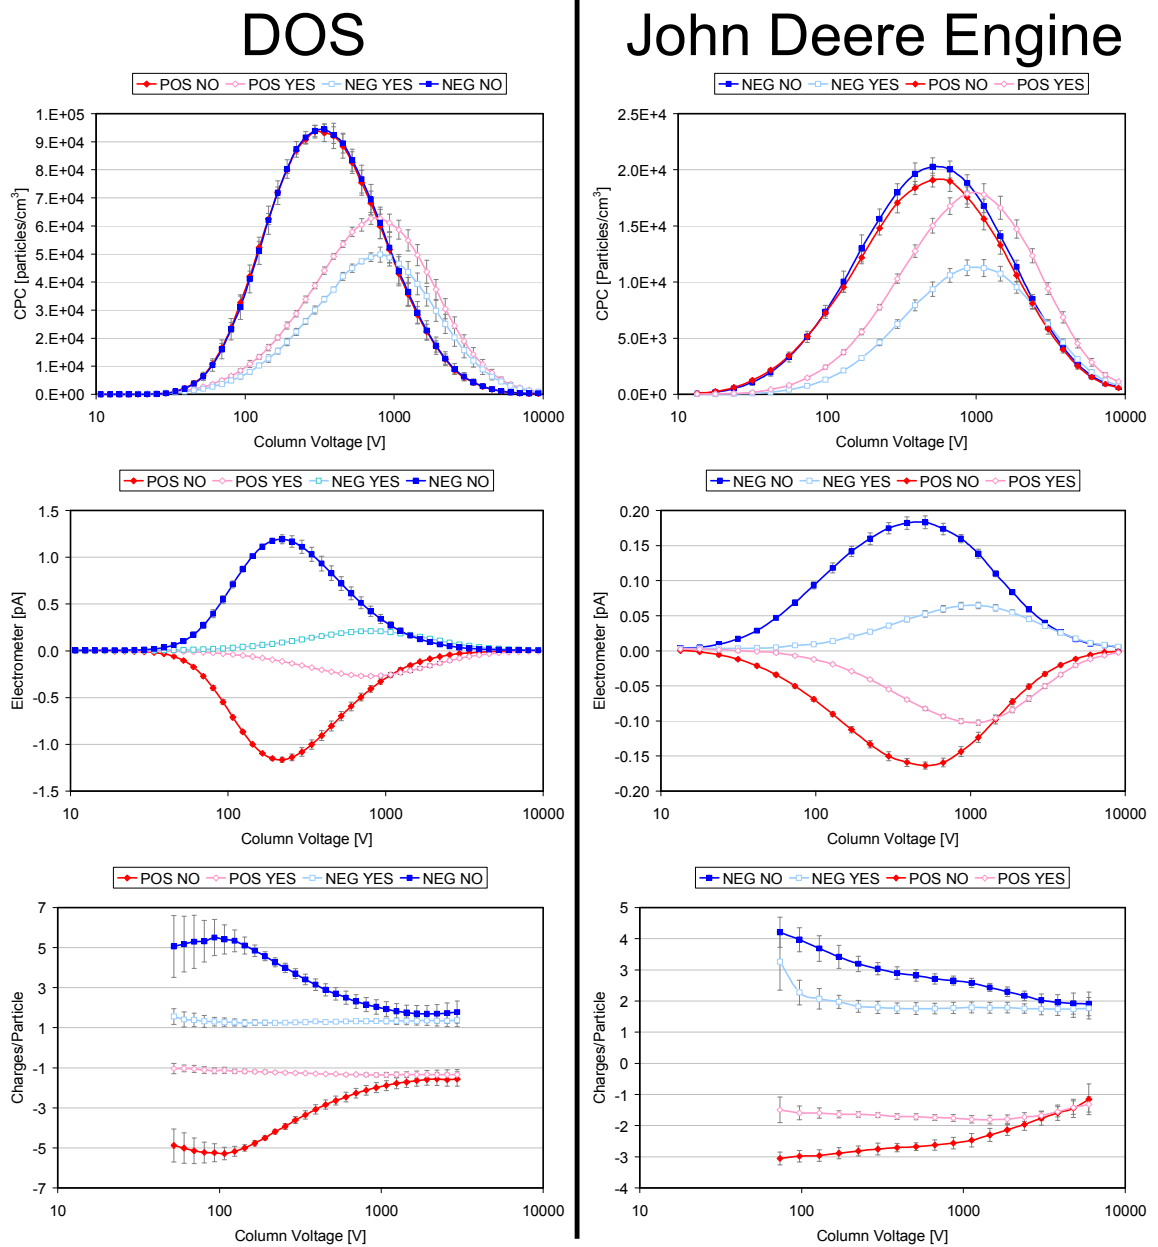 DOS
POS NO POS YES NEG YES NEG NO
CPC [particles/cm³]
1.E+05
9.E+04
8.E+04
7.E+04
6.E+04
5.E+04
4.E+04
3.E+04
2.E+04
1.E+04
0.E+00
10 100 1000 10000
Column Voltage [V]
POS NO POS YES NEG YES NEG NO
Electrometer [pA]
1.5
1.0
0.5
0.0
-0.5
-1.0
-1.5
10 100 1000 10000
Column Voltage [V]
POS NO POS YES NEG YES NEG NO
Charges/Particle
7
5
3
1
-1
-3
-5
-7
10 100 1000 10000
Column Voltage [V]
John Deere Engine
NEG NO NEG YES POS NO POS YES
CPC [Particles/cm³]
2.5E+4
2.0E+4
1.5E+4
1.0E+4
5.0E+3
0.0E+0
10 100 1000 10000
Column Voltage [V]
NEG NO NEG YES POS NO POS YES
Electrometer [pA]
0.20
0.15
0.10
0.05
0.00
-0.05
-0.10
-0.15
-0.20
10 100 1000 10000
Column Voltage [V]
NEG NO NEG YES POS NO POS YES
Charges/Particle
5
4
3
2
1
0
-1
-2
-3
-4
10 100 1000 10000
Column Voltage [V]